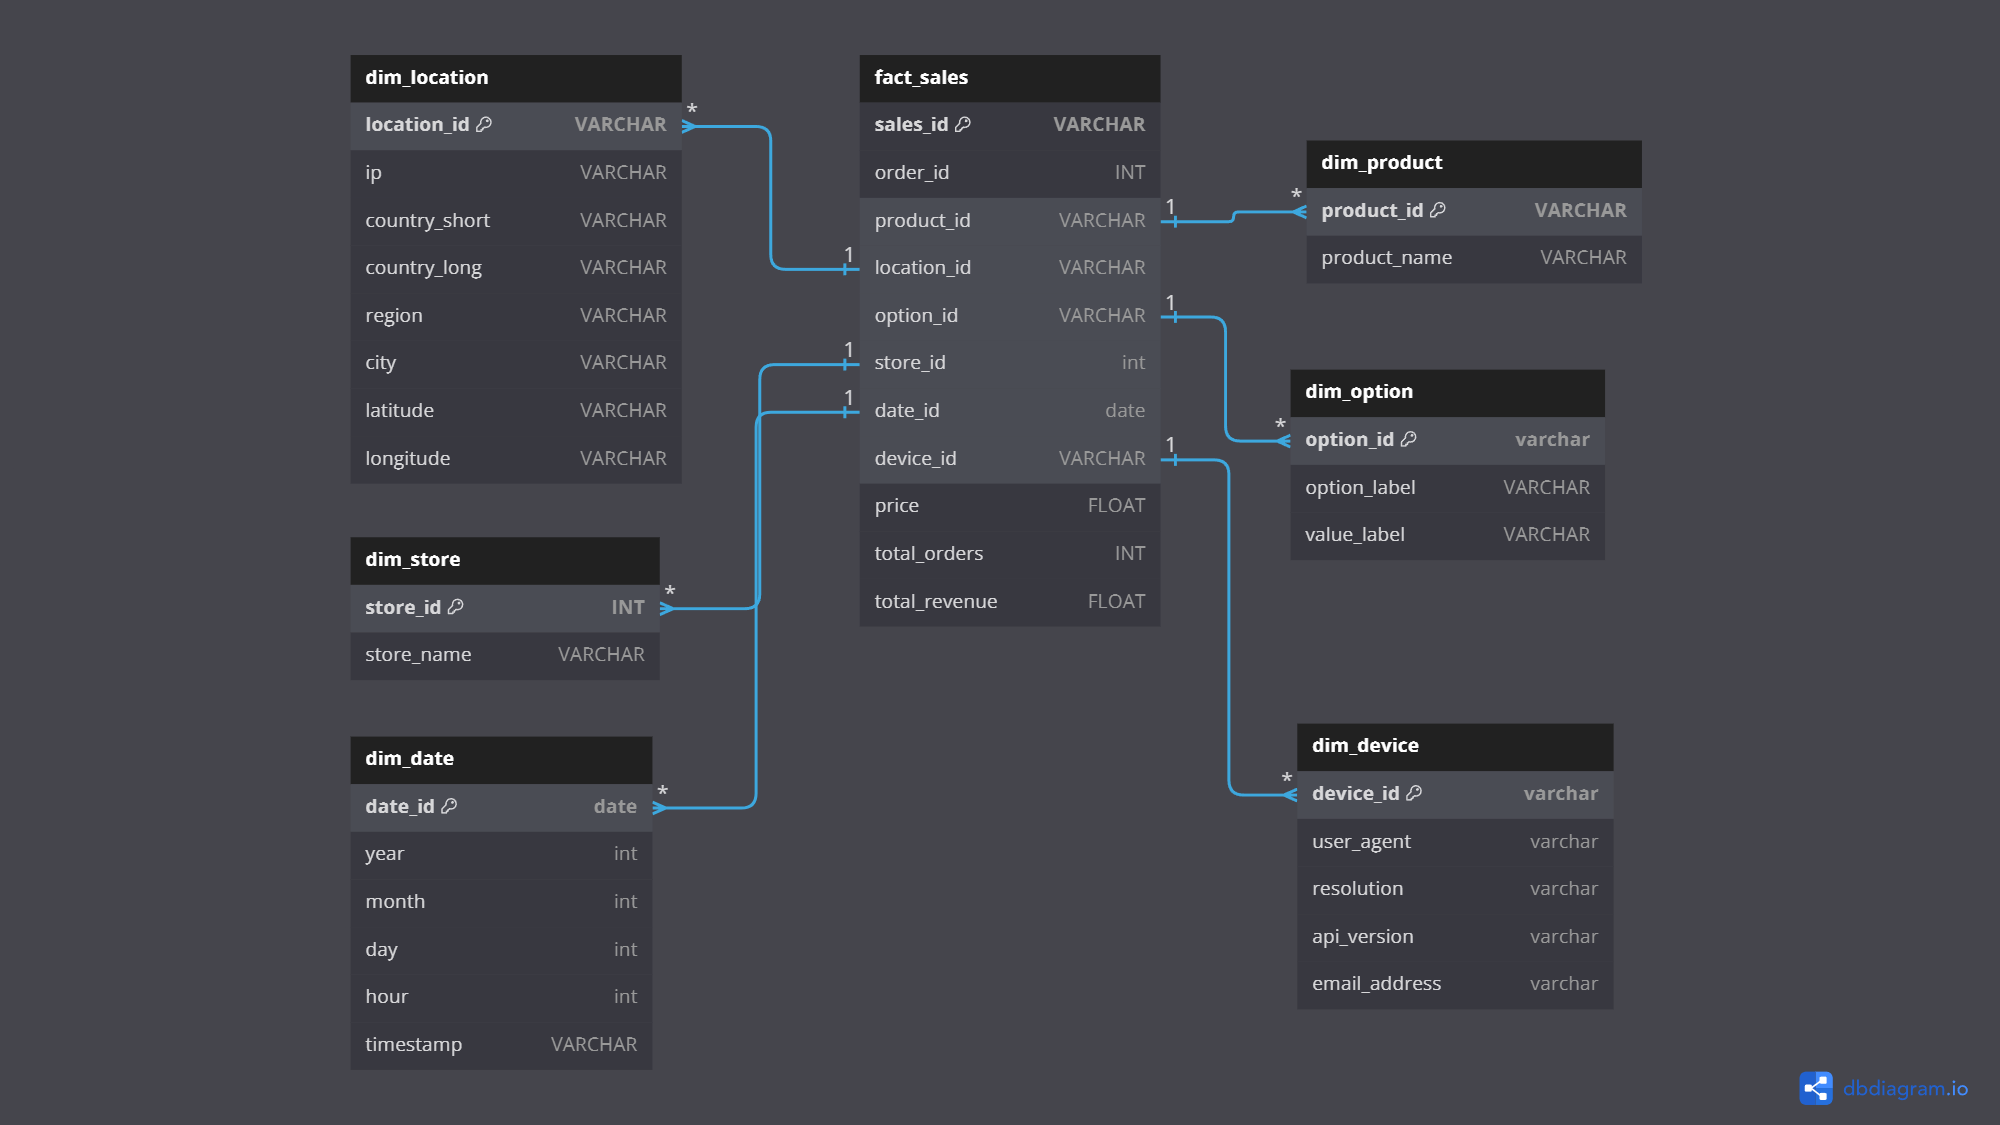 dim_location
location_id VARCHAR
ip VARCHAR
country_short VARCHAR
country_long VARCHAR
region VARCHAR
city VARCHAR
latitude VARCHAR
longitude VARCHAR
*
dim_store
store_id INT
store_name VARCHAR
*
dim_date
date_id date
year int
month int
day int
hour int
timestamp VARCHAR
*
fact_sales
sales_id VARCHAR
order_id INT
product_id VARCHAR
location_id VARCHAR
option_id VARCHAR
store_id int
date_id date
device_id VARCHAR
price FLOAT
total_orders INT
total_revenue FLOAT
1
1
1
1
1
1
dim_product
product_id VARCHAR
product_name VARCHAR
*
dim_option
option_id varchar
option_label VARCHAR
value_label VARCHAR
*
dim_device
device_id varchar
user_agent varchar
resolution varchar
api_version varchar
email_address varchar
*
dbdiagram.io